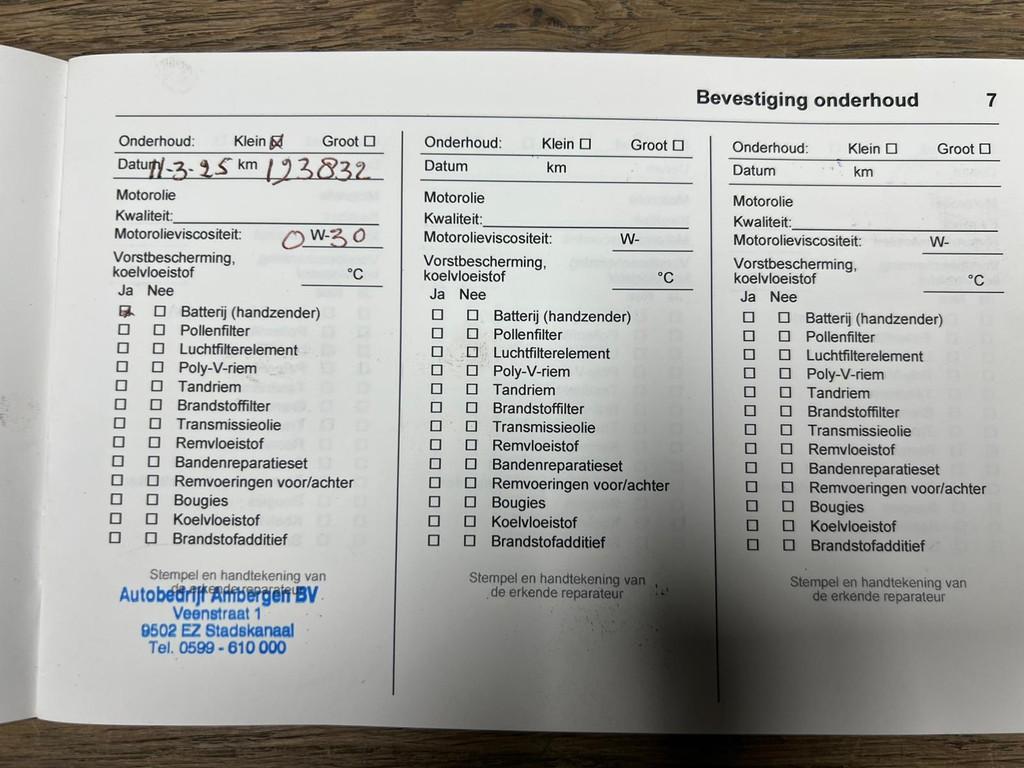 Bevestiging onderhoud 7
Onderhoud: Klein ☒ Groot ☐
Datum 11-3-25 km 123832
Motorolie
Kwaliteit:
Motorolieviscositeit: 0 W-30
Vorstbescherming,
koelvloeistof °C
Ja Nee
☒ ☐ Batterij (handzender)
☐ ☐ Pollenfilter
☐ ☐ Luchtfilterelement
☐ ☐ Poly-V-riem
☐ ☐ Tandriem
☐ ☐ Brandstoffilter
☐ ☐ Transmissieolie
☐ ☐ Remvloeistof
☐ ☐ Bandenreparatieset
☐ ☐ Remvoeringen voor/achter
☐ ☐ Bougies
☐ ☐ Koelvloeistof
☐ ☐ Brandstofadditief
Stempel en handtekening van
de erkende reparateur
Autobedrijf Ambergen BV
Veenstraat 1
9502 EZ Stadskanaal
Tel. 0599 - 610 000
Onderhoud: Klein ☐ Groot ☐
Datum km
Motorolie
Kwaliteit:
Motorolieviscositeit: W-
Vorstbescherming,
koelvloeistof °C
Ja Nee
☐ ☐ Batterij (handzender)
☐ ☐ Pollenfilter
☐ ☐ Luchtfilterelement
☐ ☐ Poly-V-riem
☐ ☐ Tandriem
☐ ☐ Brandstoffilter
☐ ☐ Transmissieolie
☐ ☐ Remvloeistof
☐ ☐ Bandenreparatieset
☐ ☐ Remvoeringen voor/achter
☐ ☐ Bougies
☐ ☐ Koelvloeistof
☐ ☐ Brandstofadditief
Stempel en handtekening van
de erkende reparateur
Onderhoud: Klein ☐ Groot ☐
Datum km
Motorolie
Kwaliteit:
Motorolieviscositeit: W-
Vorstbescherming,
koelvloeistof °C
Ja Nee
☐ ☐ Batterij (handzender)
☐ ☐ Pollenfilter
☐ ☐ Luchtfilterelement
☐ ☐ Poly-V-riem
☐ ☐ Tandriem
☐ ☐ Brandstoffilter
☐ ☐ Transmissieolie
☐ ☐ Remvloeistof
☐ ☐ Bandenreparatieset
☐ ☐ Remvoeringen voor/achter
☐ ☐ Bougies
☐ ☐ Koelvloeistof
☐ ☐ Brandstofadditief
Stempel en handtekening van
de erkende reparateur